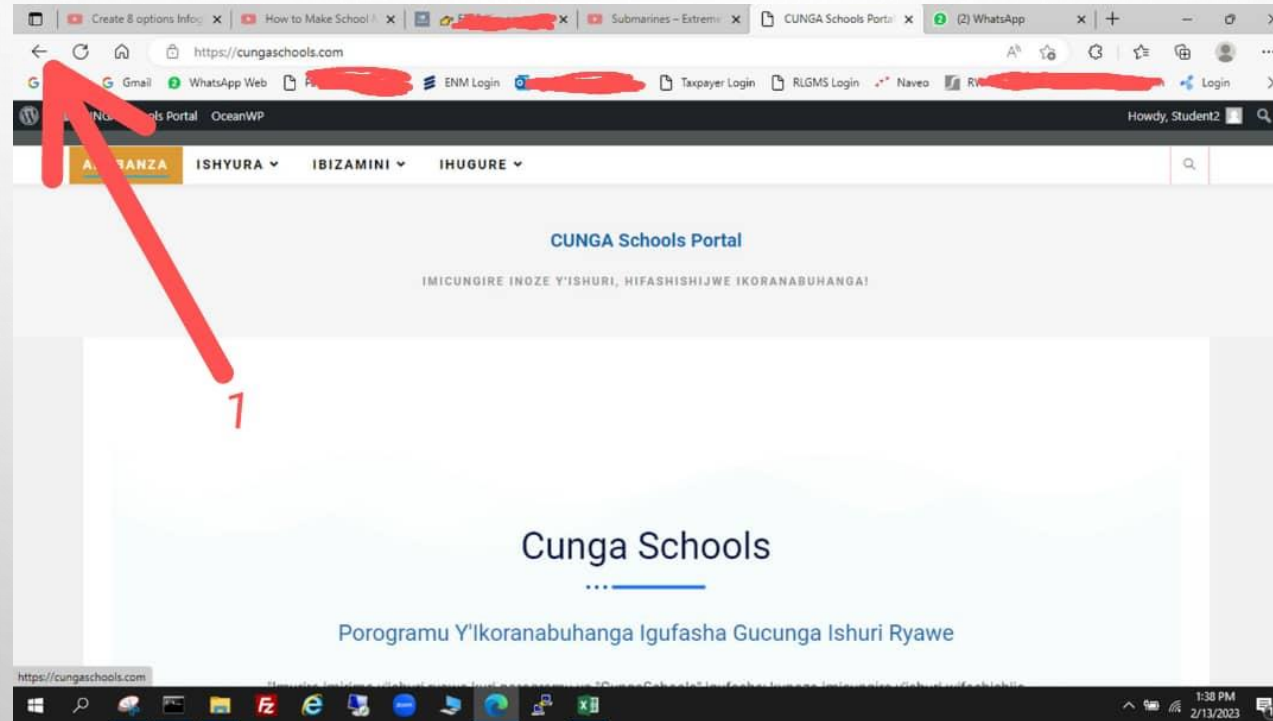 Create 8 options Infog
How to Make School
Submarines – Extreme
CUNGA Schools Porta
(2) WhatsApp
https://cungaschools.com
G
Gmail
WhatsApp Web
ENM Login
Taxpayer Login
RLGMS Login
Naveo
Login
ls Portal
OceanWP
Howdy, Student2
ISHYURA
IBIZAMINI
IHUGURE
1
CUNGA Schools Portal
IMICUNGIRE INOZE Y'ISHURI, HIFASHISHIJWE IKORANABUHANGA!
Cunga Schools
Porogramu Y'Ikoranabuhanga Igufasha Gucunga Ishuri Ryawe
https://cungaschools.com
1:38 PM
2/13/2023